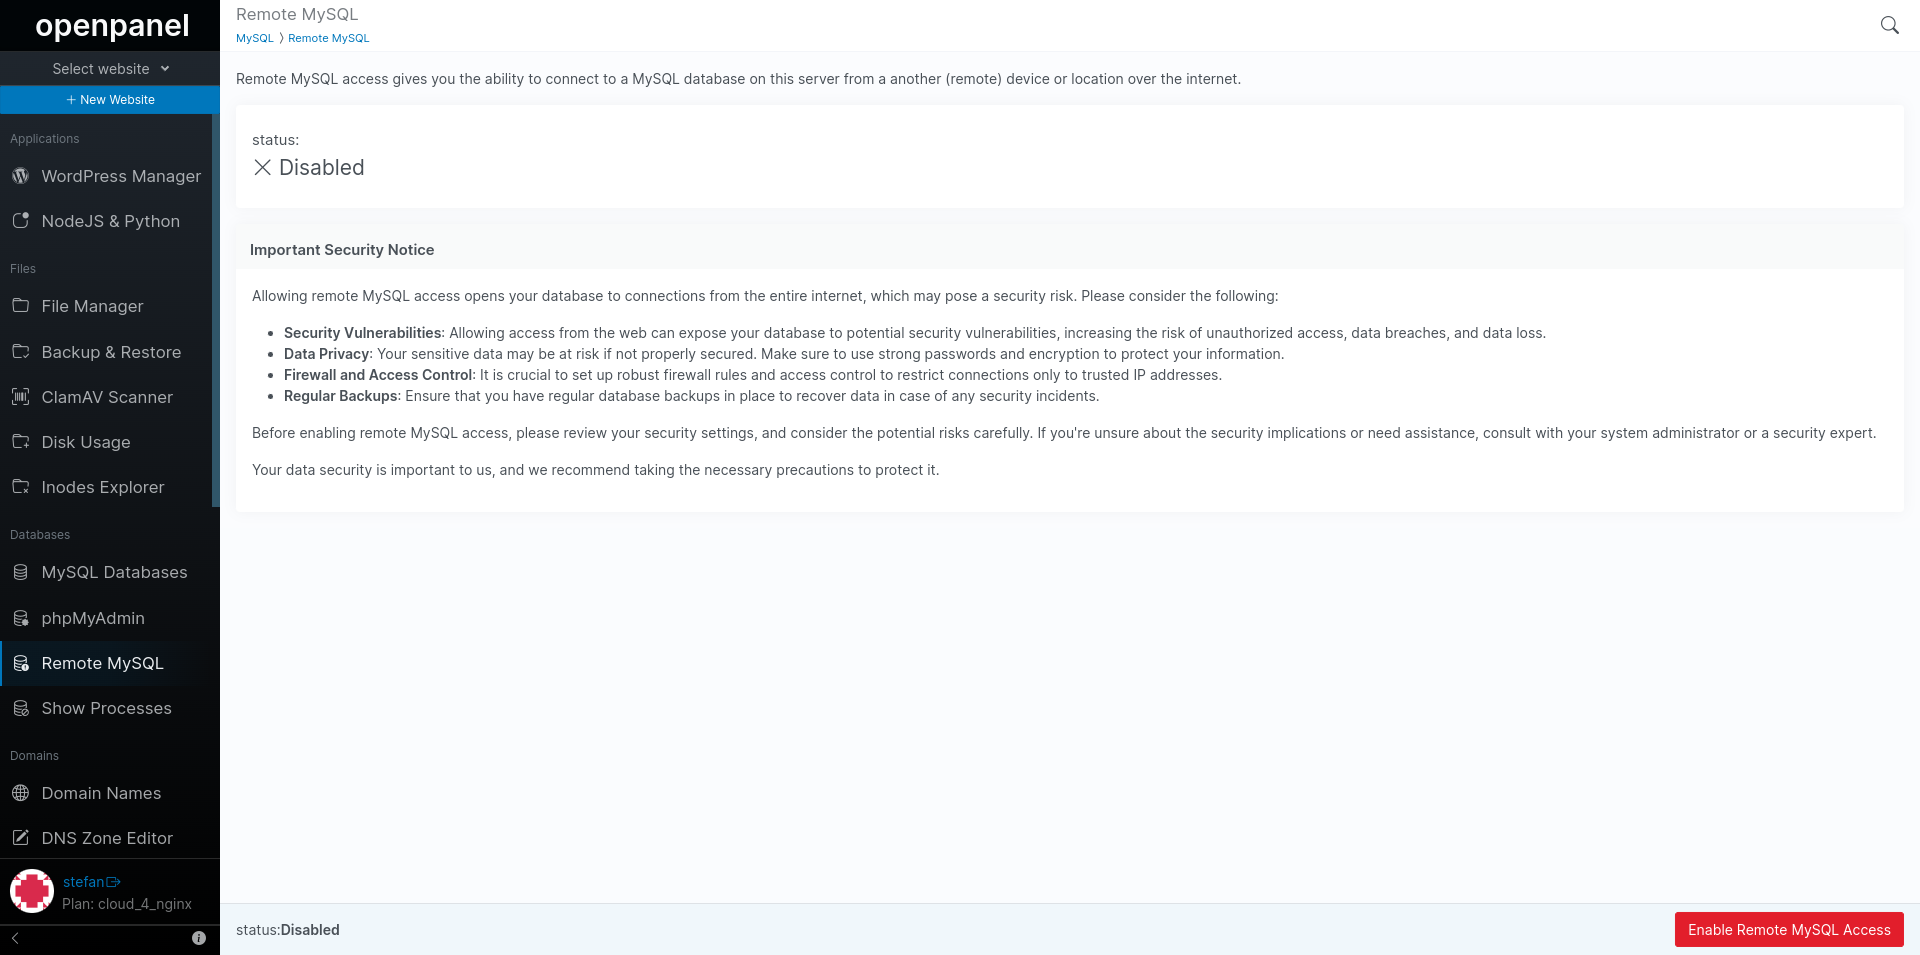 openpanel
Select website
+ New Website
Applications
WordPress Manager
NodeJS & Python
Files
File Manager
Backup & Restore
ClamAV Scanner
Disk Usage
Inodes Explorer
Databases
MySQL Databases
phpMyAdmin
Remote MySQL
Show Processes
Domains
Domain Names
DNS Zone Editor
stefan
Plan: cloud_4_nginx
Remote MySQL
MySQL 〉 Remote MySQL
Remote MySQL access gives you the ability to connect to a MySQL database on this server from a another (remote) device or location over the internet.
status:
Disabled
Important Security Notice
Allowing remote MySQL access opens your database to connections from the entire internet, which may pose a security risk. Please consider the following:
• Security Vulnerabilities: Allowing access from the web can expose your database to potential security vulnerabilities, increasing the risk of unauthorized access, data breaches, and data loss.
• Data Privacy: Your sensitive data may be at risk if not properly secured. Make sure to use strong passwords and encryption to protect your information.
• Firewall and Access Control: It is crucial to set up robust firewall rules and access control to restrict connections only to trusted IP addresses.
• Regular Backups: Ensure that you have regular database backups in place to recover data in case of any security incidents.
Before enabling remote MySQL access, please review your security settings, and consider the potential risks carefully. If you're unsure about the security implications or need assistance, consult with your system administrator or a security expert.
Your data security is important to us, and we recommend taking the necessary precautions to protect it.
status:Disabled
Enable Remote MySQL Access